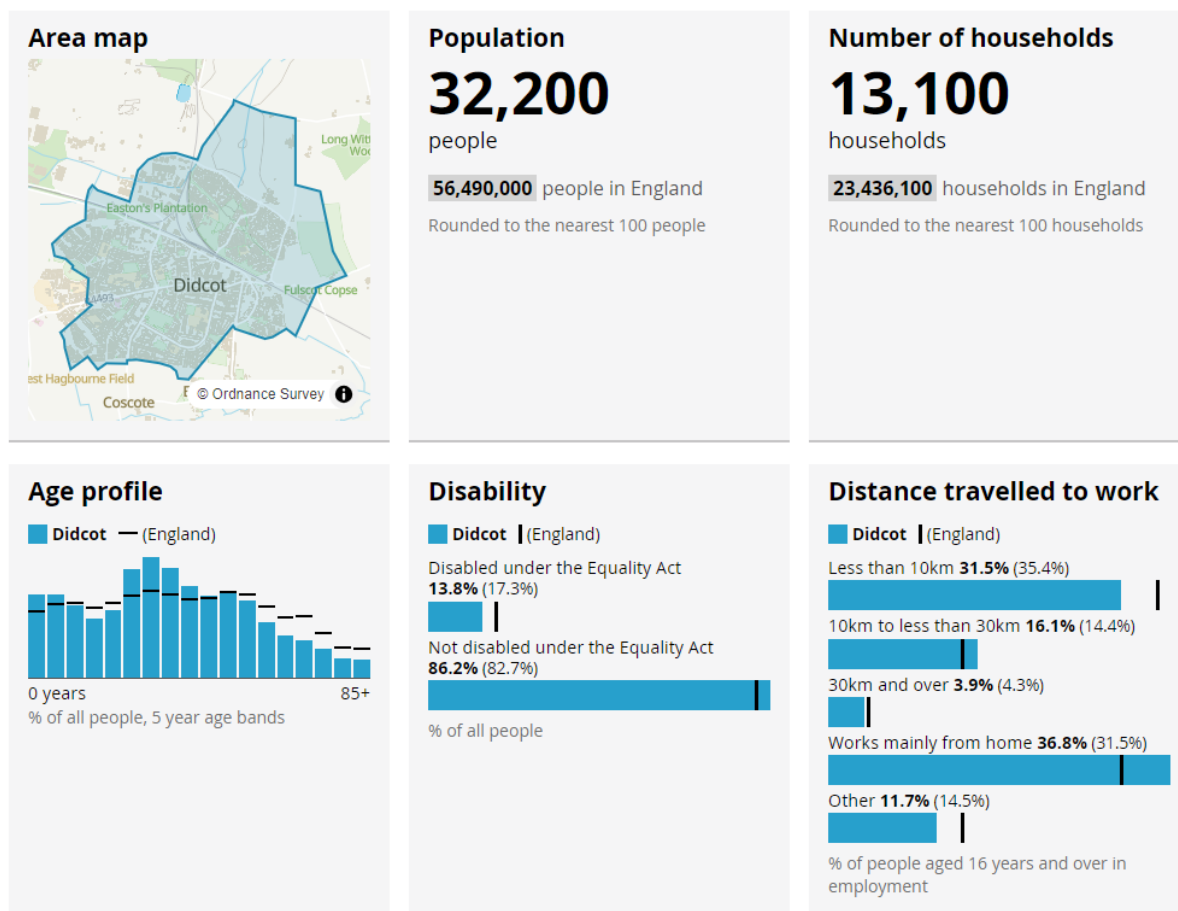 Area map
Long Witt
Woo
Easton's Plantation
Didcot
A493
Fulscot Copse
est Hagbourne Field
Coscote
© Ordnance Survey
Population
32,200
people
56,490,000 people in England
Rounded to the nearest 100 people
Number of households
13,100
households
23,436,100 households in England
Rounded to the nearest 100 households
Age profile
Didcot (England)
0 years 85+
% of all people, 5 year age bands
Disability
Didcot (England)
Disabled under the Equality Act
13.8% (17.3%)
Not disabled under the Equality Act
86.2% (82.7%)
% of all people
Distance travelled to work
Didcot (England)
Less than 10km 31.5% (35.4%)
10km to less than 30km 16.1% (14.4%)
30km and over 3.9% (4.3%)
Works mainly from home 36.8% (31.5%)
Other 11.7% (14.5%)
% of people aged 16 years and over in
employment